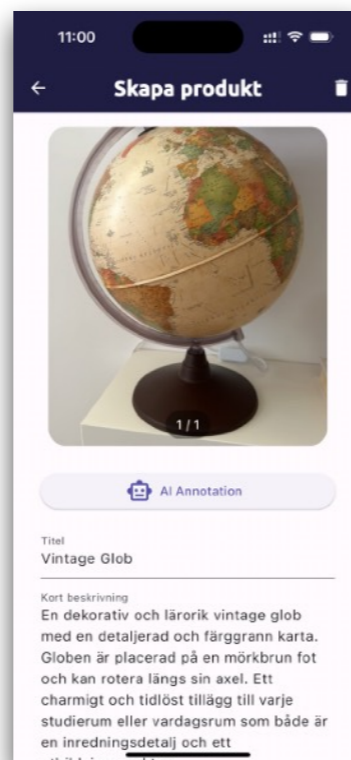 11:00
Skapa produkt
1/1
AI Annotation
Titel
Vintage Glob
Kort beskrivning
En dekorativ och lärorik vintage glob
med en detaljerad och färggrann karta.
Globen är placerad på en mörkbrun fot
och kan rotera längs sin axel. Ett
charmigt och tidlöst tillägg till varje
studierum eller vardagsrum som både är
en inredningsdetalj och ett